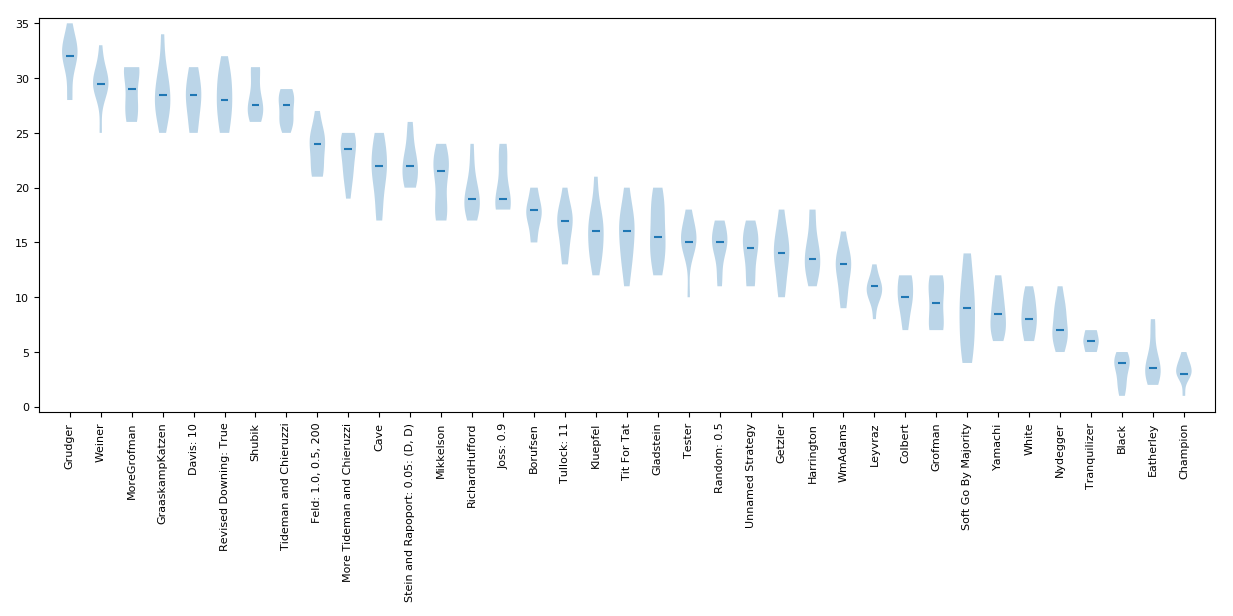 35
30
25
20
15
10
5
0
Grudger
Weiner
MoreGrofman
GraaskampKatzen
Davis: 10
Revised Downing: True
Shubik
Tideman and Chieruzzi
Feld: 1.0, 0.5, 200
More Tideman and Chieruzzi
Cave
Stein and Rapoport: 0.05: (D, D)
Mikkelson
RichardHufford
Joss: 0.9
Borufsen
Tullock: 11
Kluepfel
Tit For Tat
Gladstein
Tester
Random: 0.5
Unnamed Strategy
Getzler
Harrington
WmAdams
Leyvraz
Colbert
Grofman
Soft Go By Majority
Yamachi
White
Nydegger
Tranquilizer
Black
Eatherley
Champion